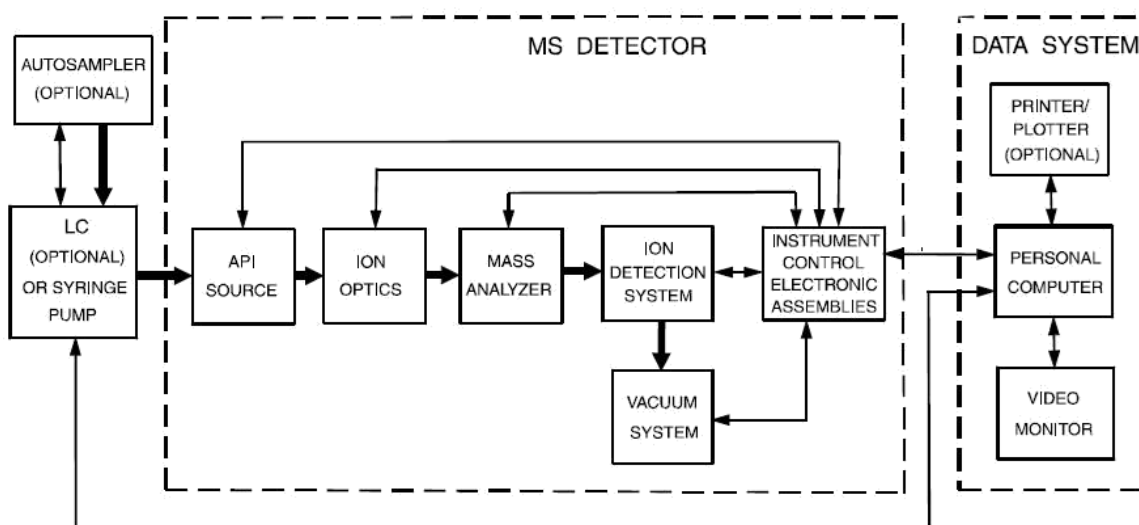 MS DETECTOR
DATA SYSTEM
AUTOSAMPLER
(OPTIONAL)
LC
(OPTIONAL)
OR SYRINGE
PUMP
API
SOURCE
ION
OPTICS
MASS
ANALYZER
ION
DETECTION
SYSTEM
INSTRUMENT
CONTROL
ELECTRONIC
ASSEMBLIES
VACUUM
SYSTEM
PRINTER/
PLOTTER
(OPTIONAL)
PERSONAL
COMPUTER
VIDEO
MONITOR